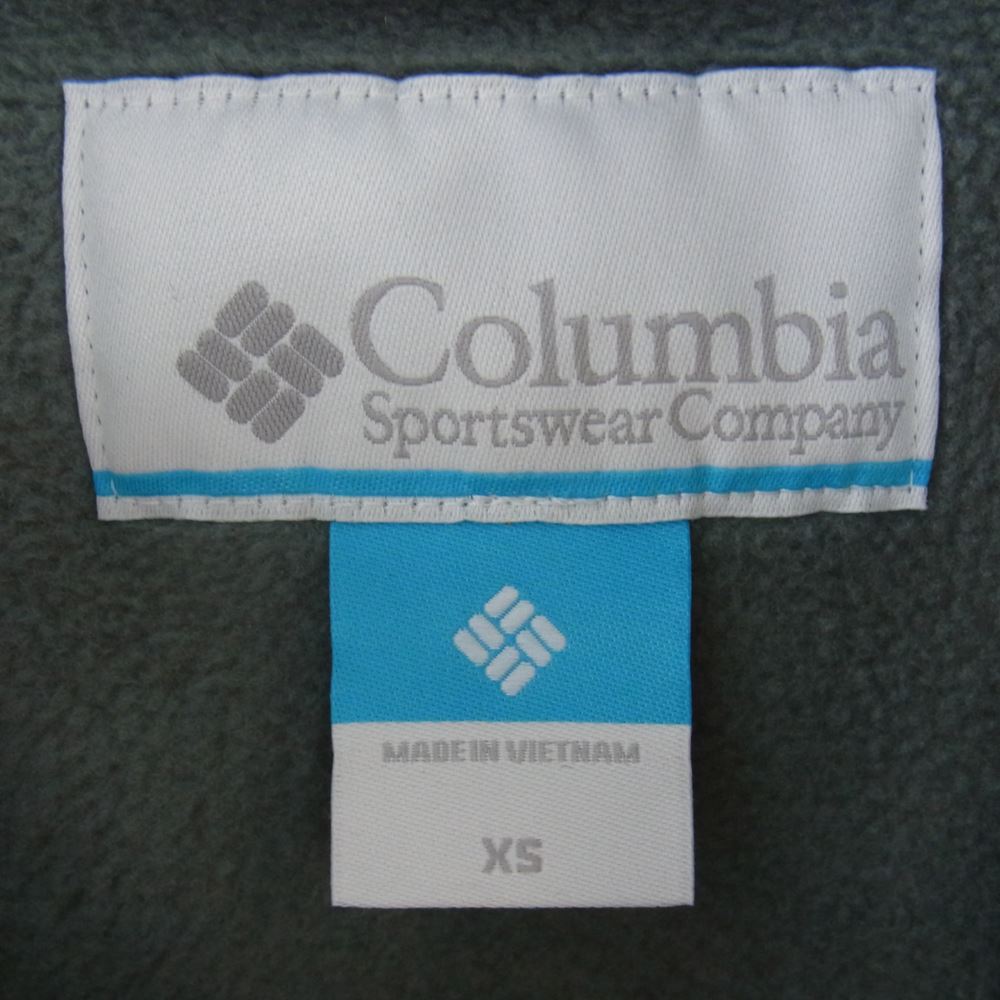 Columbia
Sportswear Company
MADE IN VIETNAM
XS